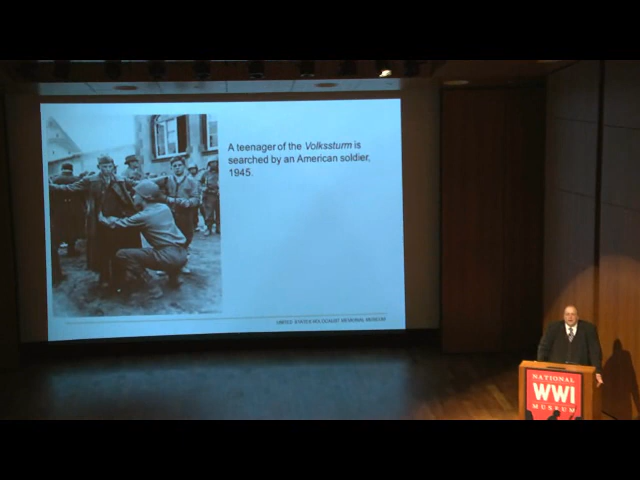 A teenager of the Volkssturm is
searched by an American soldier,
1945.
UNITED STATES HOLOCAUST MEMORIAL MUSEUM
NATIONAL
WWI
MUSEUM